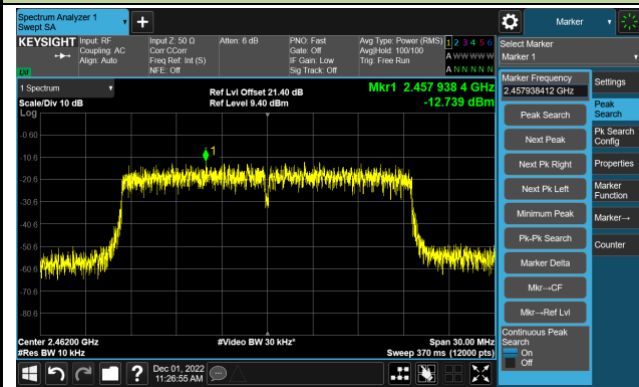 Spectrum Analyzer 1
Swept SA
+
Marker
KEYSIGHT
Input: RF
Coupling: AC
Align: Auto
Input Z: 50 Ω
Corr CCorr
Freq Ref: Int (S)
NFE: Off
Atten: 6 dB
PNO: Fast
Gate: Off
IF Gain: Low
Sig Track: Off
Avg Type: Power (RMS)
Avg|Hold: 100/100
Trig: Free Run
1 2 3 4 5 6
A W W W W W
A N N N N N
Select Marker
Marker 1
1 Spectrum
Scale/Div 10 dB
Log
Ref Lvl Offset 21.40 dB
Ref Level 9.40 dBm
Mkr1 2.457 938 4 GHz
-12.739 dBm
Marker Frequency
2.457938412 GHz
Peak Search
Next Peak
Next Pk Right
Next Pk Left
Minimum Peak
Pk-Pk Search
Marker Delta
Mkr→CF
Mkr→Ref Lvl
Continuous Peak
Search
On
Off
Settings
Peak
Search
Pk Search
Config
Properties
Marker
Function
Marker→
Counter
-0.60
-10.6
-20.6
-30.6
-40.6
-50.6
-60.6
-70.6
-80.6
1
Center 2.46200 GHz
#Res BW 10 kHz
#Video BW 30 kHz*
Span 30.00 MHz
Sweep 370 ms (12000 pts)
?
Dec 01, 2022
11:26:55 AM